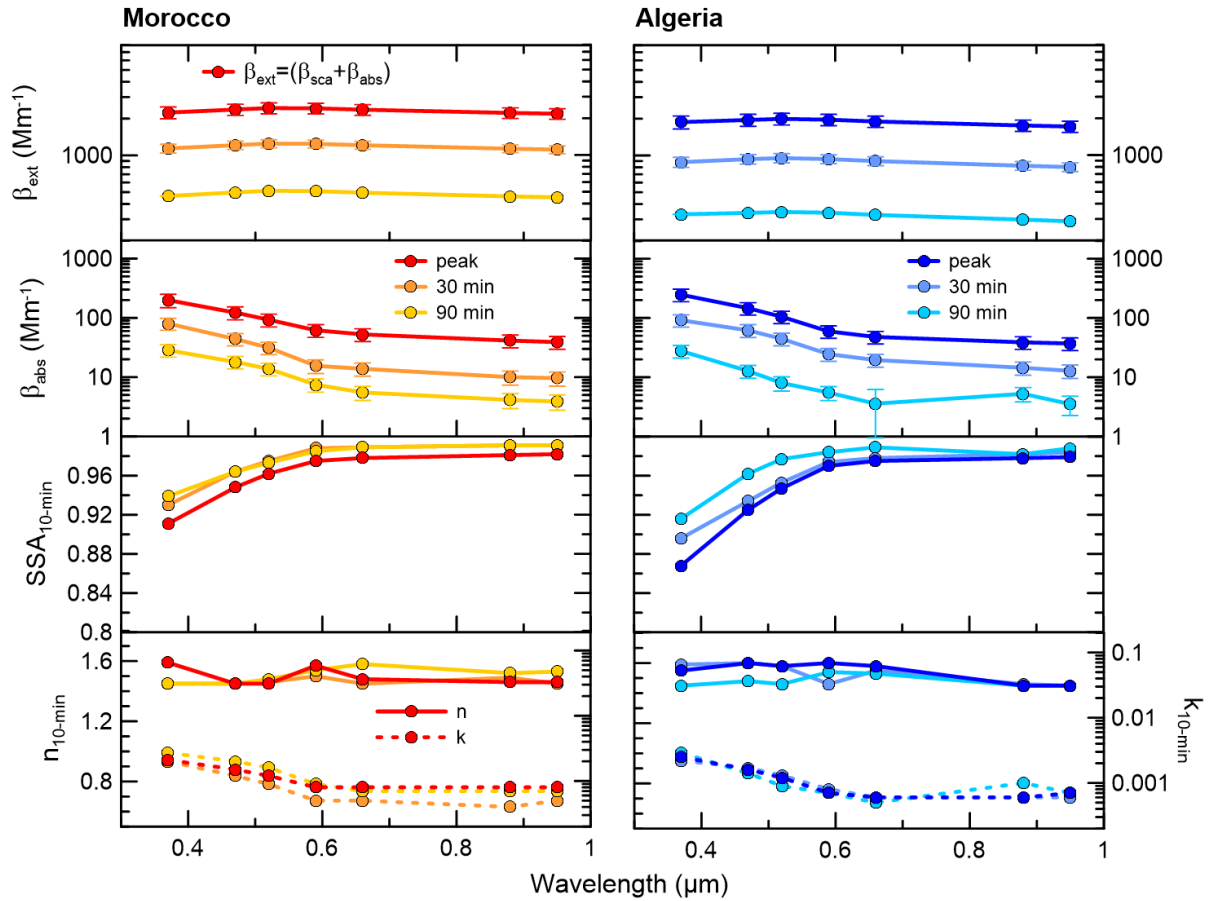 Morocco
Algeria
βext=(βsca+βabs)
βext (Mm-1)
1000
1000
βabs (Mm-1)
1000
100
10
1
peak
30 min
90 min
peak
30 min
90 min
1000
100
10
1
SSA10-min
0.96
0.92
0.88
0.84
0.8
n10-min
1.6
1.2
0.8
n
k
0.1
0.01
0.001
k10-min
0.4
0.6
0.8
1
0.4
0.6
0.8
1
Wavelength (µm)